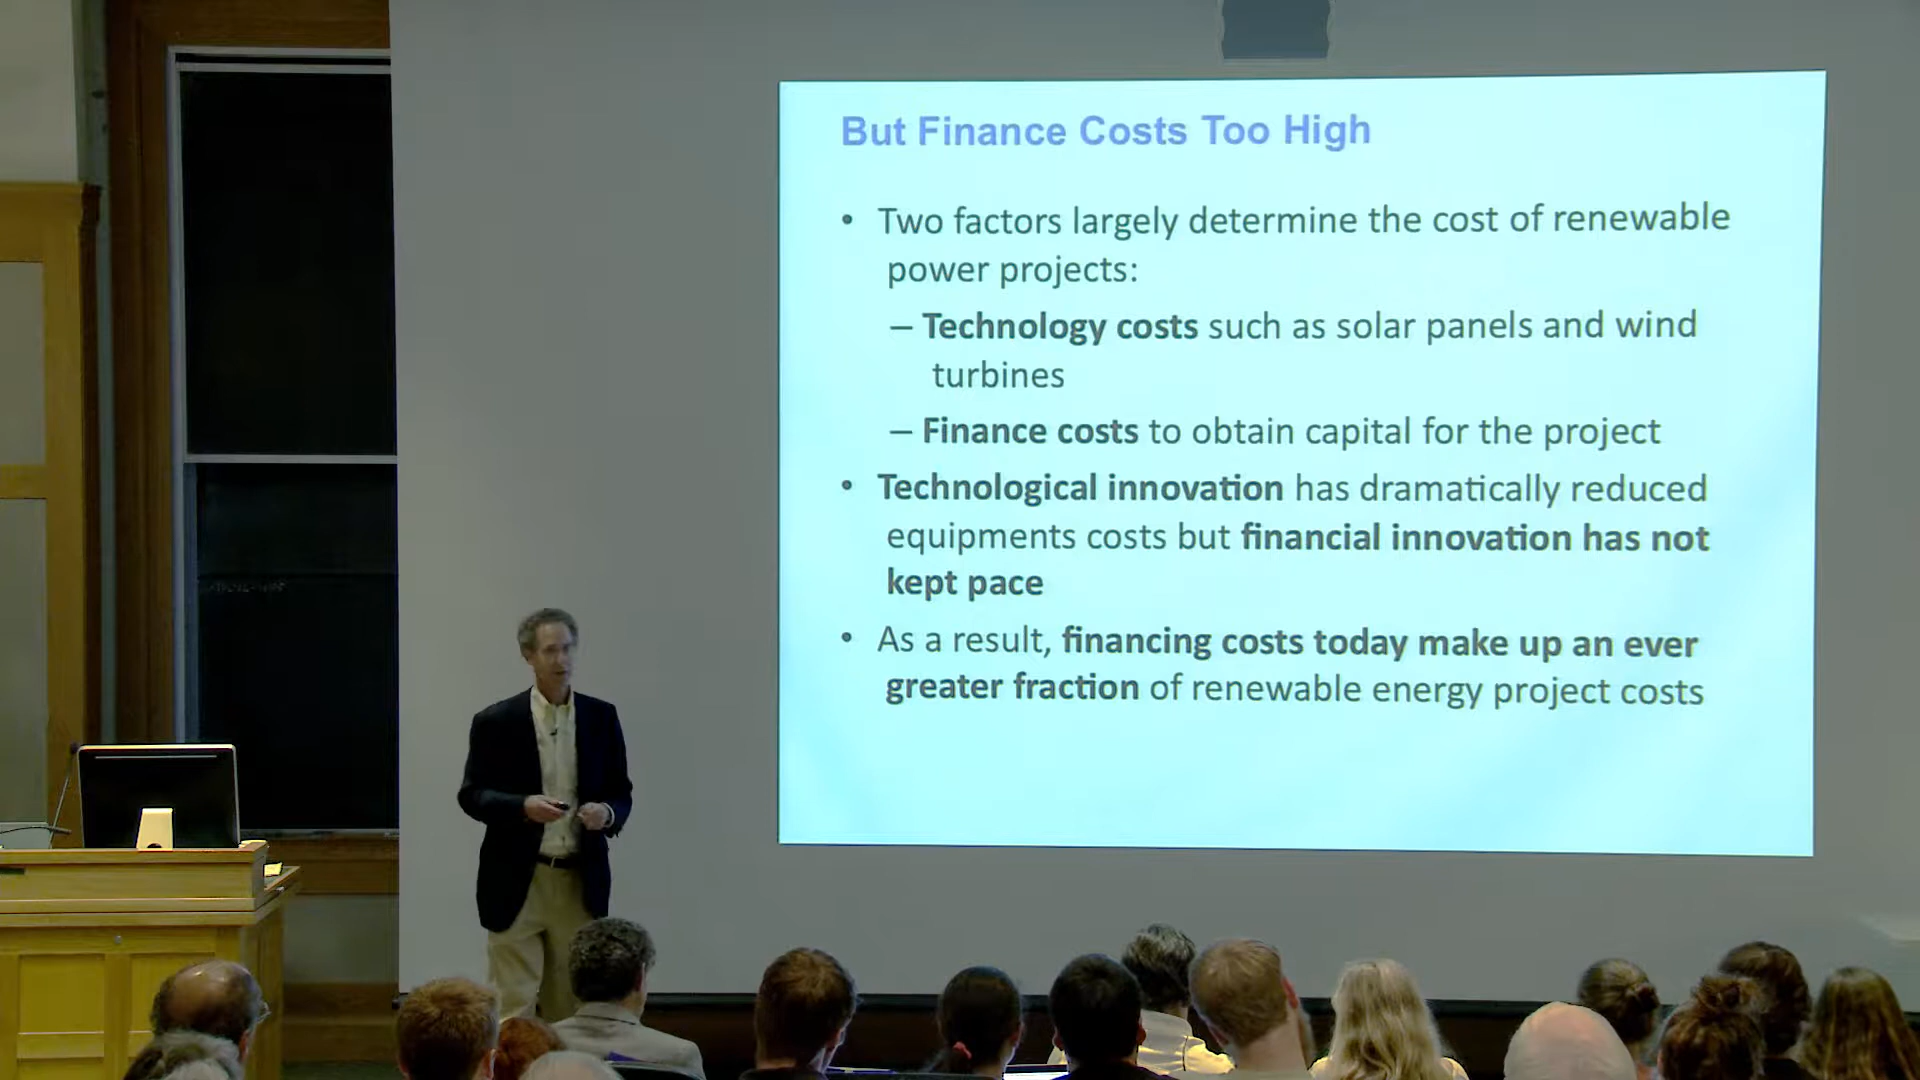 But Finance Costs Too High
• Two factors largely determine the cost of renewable
power projects:
– Technology costs such as solar panels and wind
turbines
– Finance costs to obtain capital for the project
• Technological innovation has dramatically reduced
equipments costs but financial innovation has not
kept pace
• As a result, financing costs today make up an ever
greater fraction of renewable energy project costs